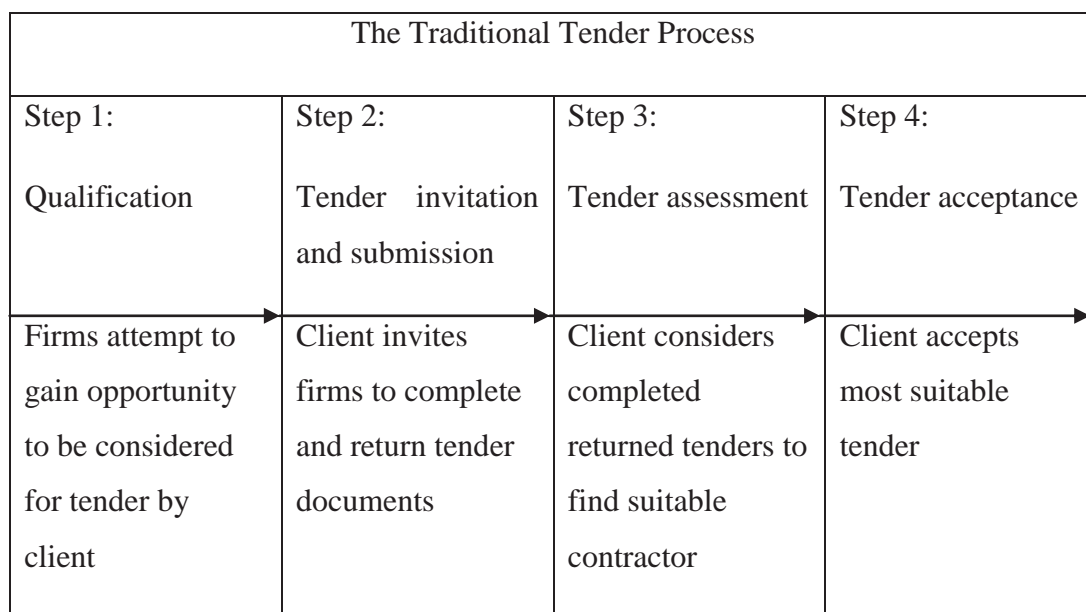 The Traditional Tender Process
Step 1:
Qualification
Step 2:
Tender invitation
and submission
Step 3:
Tender assessment
Step 4:
Tender acceptance
Firms attempt to
gain opportunity
to be considered
for tender by
client
Client invites
firms to complete
and return tender
documents
Client considers
completed
returned tenders to
find suitable
contractor
Client accepts
most suitable
tender